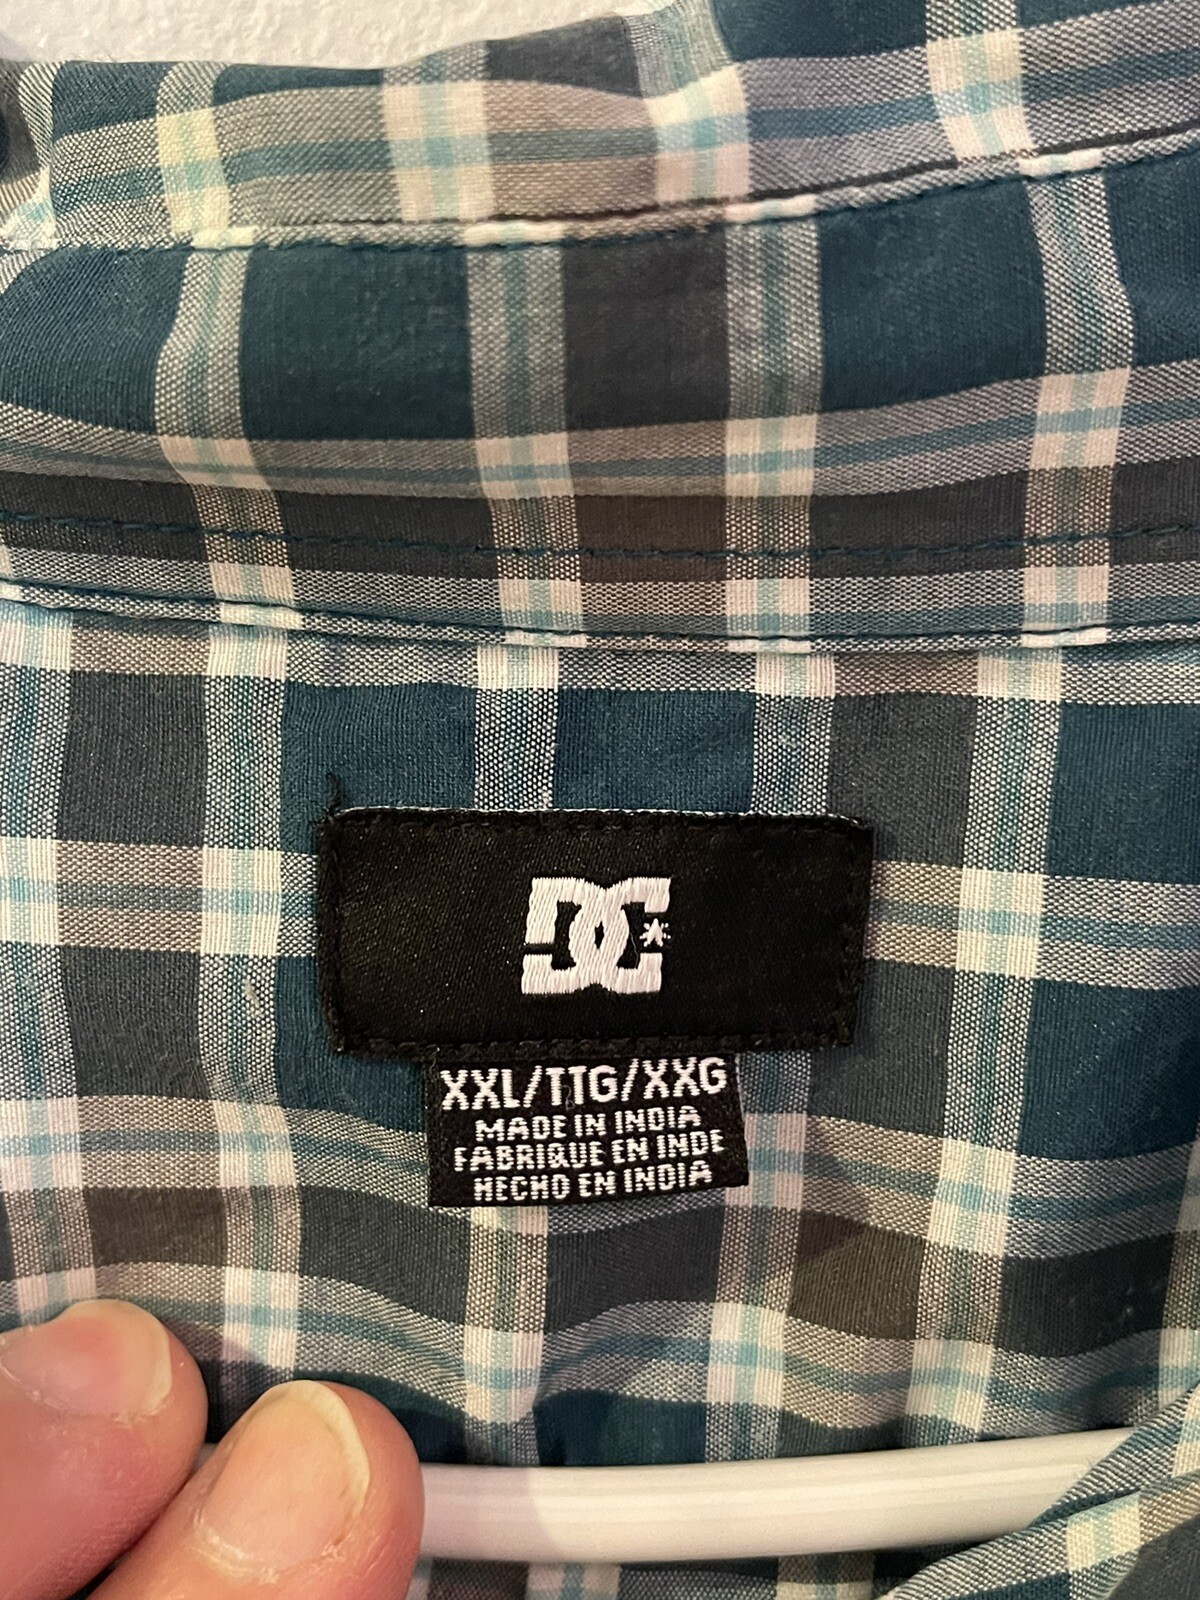 DC
XXL/TTG/XXG
MADE IN INDIA
FABRIQUE EN INDE
HECHO EN INDIA